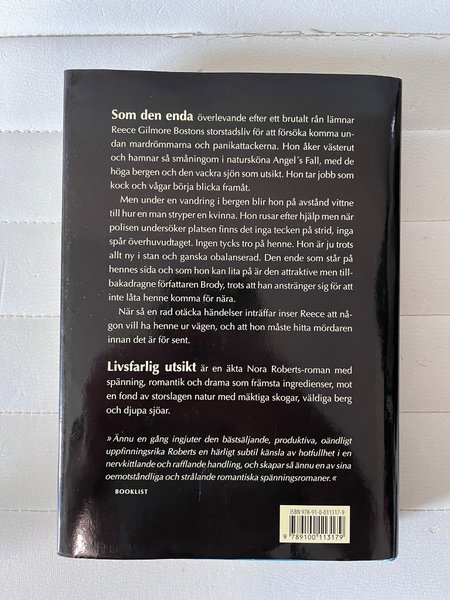 Som den enda överlevande efter ett brutalt rån lämnar
Reece Gilmore Bostons storstadsliv för att försöka komma un-
dan mardrömmarna och panikattackerna. Hon åker västerut
och hamnar så småningom i natursköna Angel´s Fall, med de
höga bergen och den vackra sjön som utsikt. Hon tar jobb som
kock och vågar börja blicka framåt.
Men under en vandring i bergen blir hon på avstånd vittne
till hur en man stryper en kvinna. Hon rusar efter hjälp men när
polisen undersöker platsen finns det inga tecken på strid, inga
spår överhuvudtaget. Ingen tycks tro på henne. Hon är ju trots
allt ny i stan och ganska obalanserad. Den ende som står på
hennes sida och som hon kan lita på är den attraktive men till-
bakadragne författaren Brody, trots att han anstränger sig för att
inte låta henne komma för nära.
När så en rad otäcka händelser inträffar inser Reece att nå-
gon vill ha henne ur vägen, och att hon måste hitta mördaren
innan det är för sent.
Livsfarlig utsikt är en äkta Nora Roberts-roman med
spänning, romantik och drama som främsta ingredienser, mot
en fond av storslagen natur med mäktiga skogar, väldiga berg
och djupa sjöar.
» Ännu en gång ingjuter den bästsäljande, produktiva, oändligt
uppfinningsrika Roberts en härligt subtil känsla av hotfullhet i en
nervkittlande och rafflande handling, och skapar så ännu en av sina
oemotståndliga och strålande romantiska spänningsromaner.«
BOOKLIST
ISBN 978-91-0-011317-9
9 789100 113179